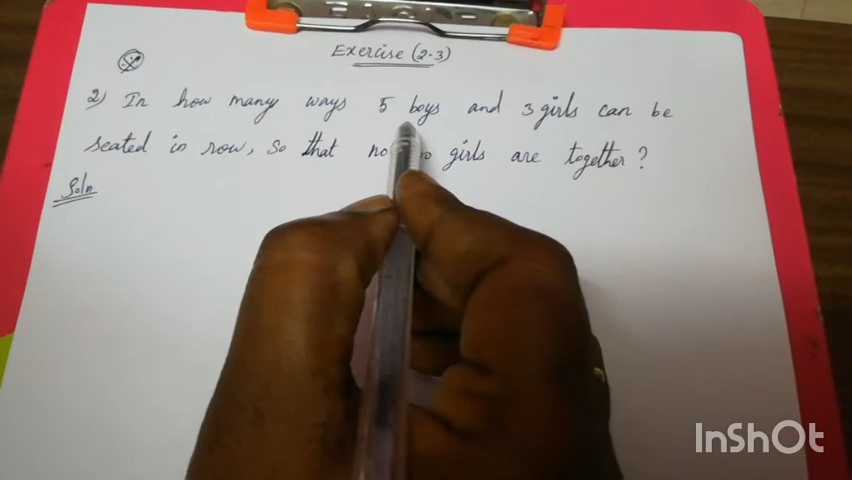 Exercise (2.3)
2) In how many ways 5 boys and 3 girls can be
seated in row, so that no girls are together?
Soln
InShOt